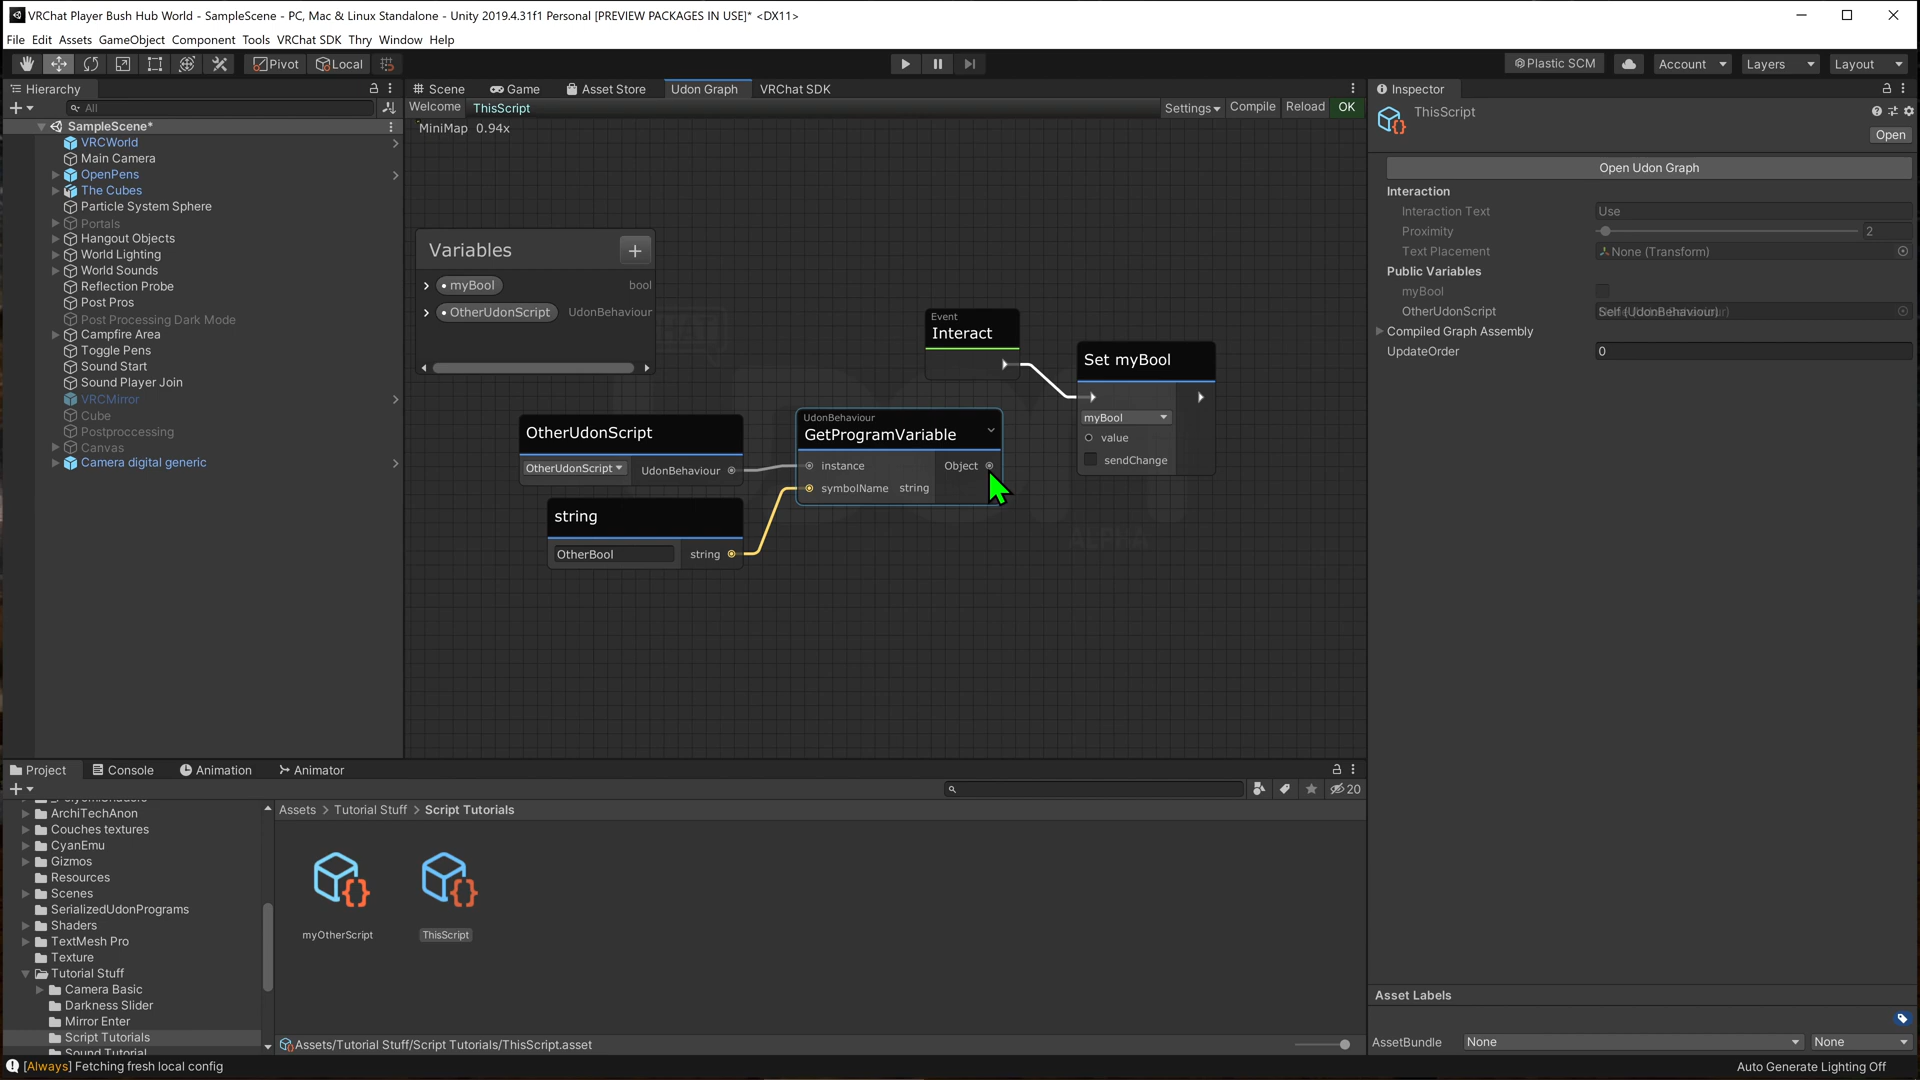 VRChat Player Bush Hub World - SampleScene - PC, Mac & Linux Standalone - Unity 2019.4.31f1 Personal [PREVIEW PACKAGES IN USE]* <DX11>
File Edit Assets GameObject Component Tools VRChat SDK Thry Window Help
Pivot Local Plastic SCM Account Layers Layout
Hierarchy
All
SampleScene*
VRCWorld
Main Camera
OpenPens
The Cubes
Particle System Sphere
Portals
Hangout Objects
World Lighting
World Sounds
Reflection Probe
Post Pros
Post Processing Dark Mode
Campfire Area
Toggle Pens
Sound Start
Sound Player Join
VRCMirror
Cube
Postproccessing
Canvas
Camera digital generic
Scene Game Asset Store Udon Graph VRChat SDK
Welcome ThisScript Settings Compile Reload OK
MiniMap 0.94x
Variables +
myBool bool
OtherUdonScript UdonBehaviour
Event
Interact
Set myBool
myBool
value
sendChange
OtherUdonScript
OtherUdonScript UdonBehaviour
UdonBehaviour
GetProgramVariable
instance Object
symbolName string
string
OtherBool string
ALPHA
Inspector
ThisScript
Open
Open Udon Graph
Interaction
Interaction Text Use
Proximity 2
Text Placement None (Transform)
Public Variables
myBool
OtherUdonScript Self (UdonBehaviour)
Compiled Graph Assembly
UpdateOrder 0
Project Console Animation Animator
20
ArchiTechAnon
Couches textures
CyanEmu
Gizmos
Resources
Scenes
SerializedUdonPrograms
Shaders
TextMesh Pro
Texture
Tutorial Stuff
Camera Basic
Darkness Slider
Mirror Enter
Script Tutorials
Sound Tutorial
Assets > Tutorial Stuff > Script Tutorials
myOtherScript
ThisScript
Assets/Tutorial Stuff/Script Tutorials/ThisScript.asset
Asset Labels
AssetBundle None None
[Always] Fetching fresh local config
Auto Generate Lighting Off